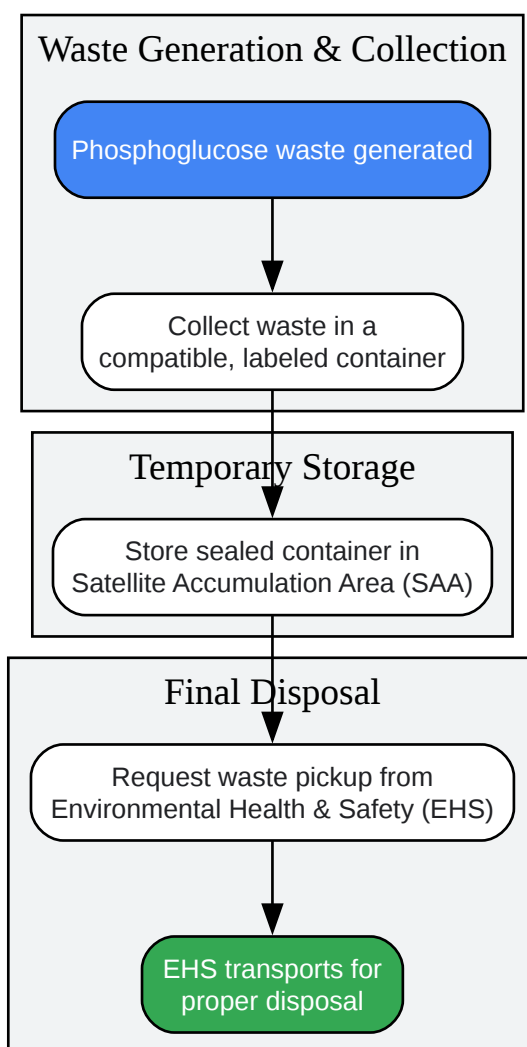 Waste Generation & Collection
Phosphoglucose waste generated
Collect waste in a
compatible, labeled container
Temporary Storage
Store sealed container in
Satellite Accumulation Area (SAA)
Final Disposal
Request waste pickup from
Environmental Health & Safety (EHS)
EHS transports for
proper disposal